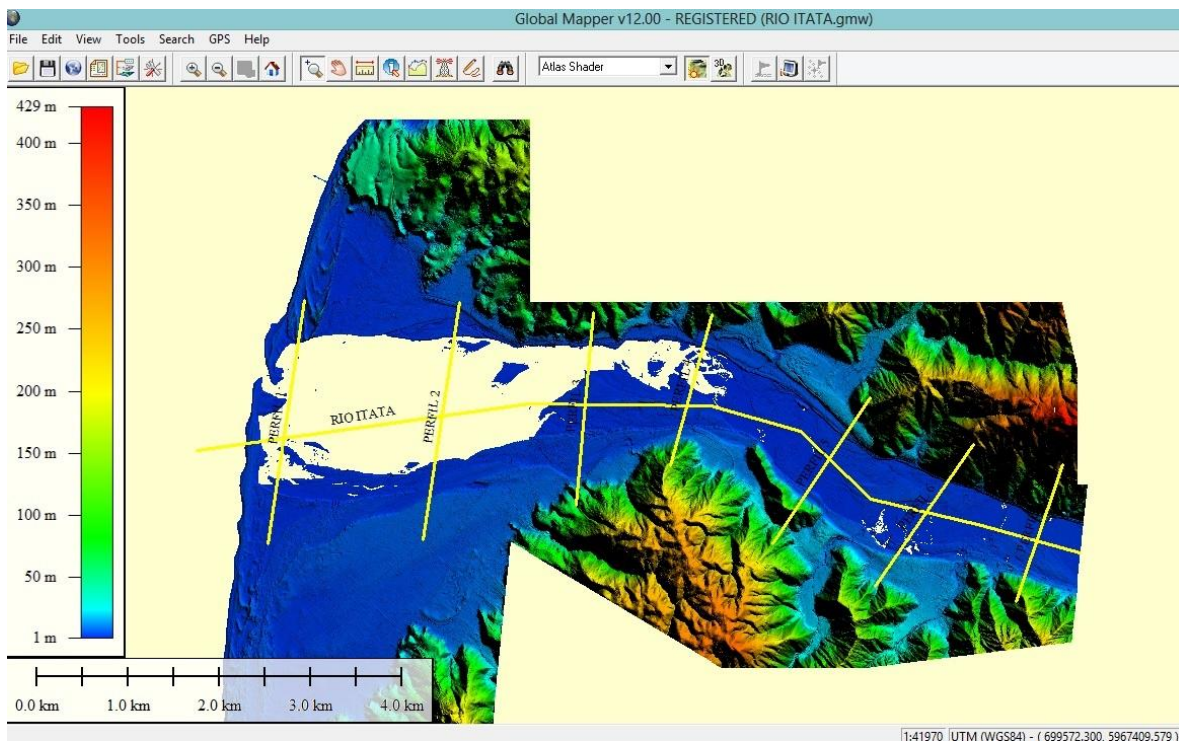 Global Mapper v12.00 - REGISTERED (RIO ITATA.gmw)
File Edit View Tools Search GPS Help
Atlas Shader
429 m
400 m
350 m
300 m
250 m
200 m
150 m
100 m
50 m
1 m
RIO ITATA
PERFIL 2
0.0 km 1.0 km 2.0 km 3.0 km 4.0 km
1:41970 UTM (WGS84) - ( 699572.300, 5967409.579 )